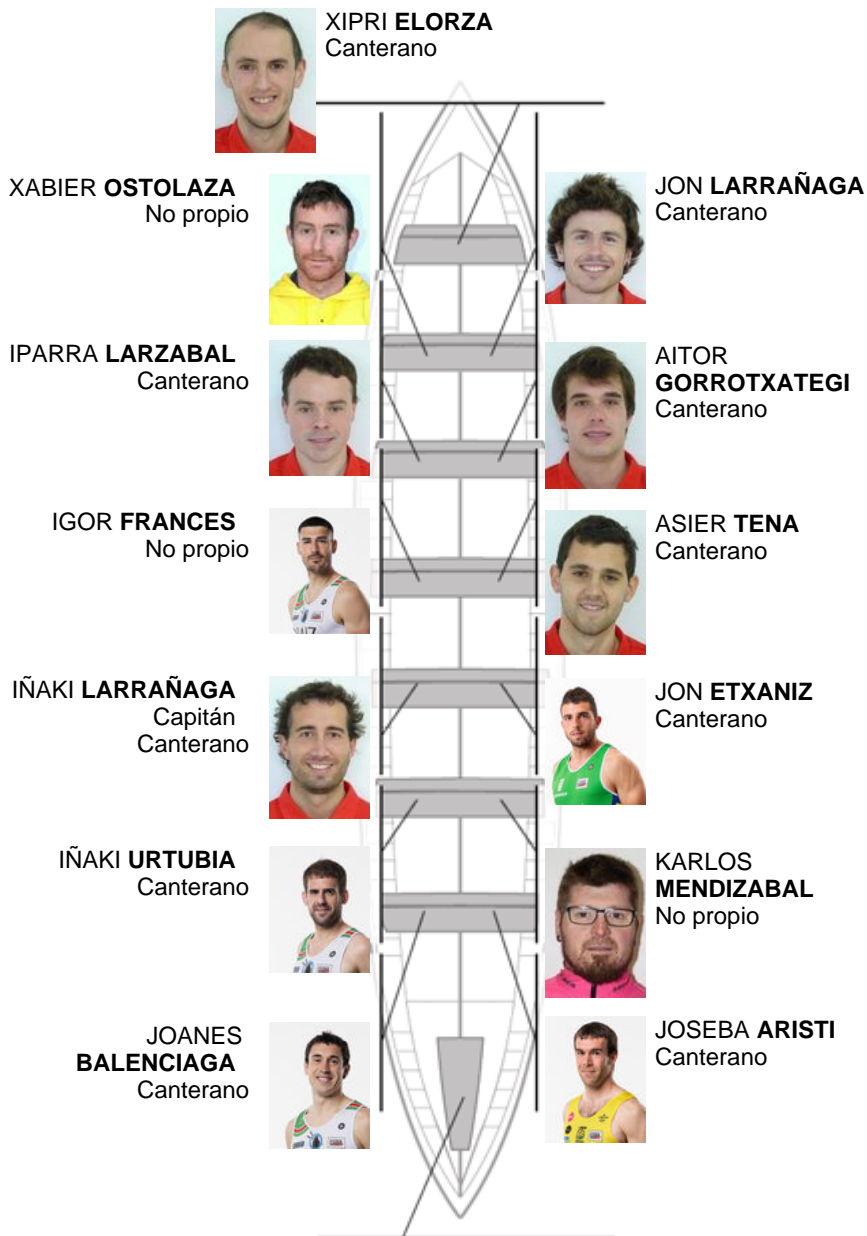 XIPRI ELORZA
Canterano
XABIER OSTOLAZA
No propio
JON LARRAÑAGA
Canterano
IPARRA LARZABAL
Canterano
AITOR
GORROTXATEGI
Canterano
IGOR FRANCES
No propio
ASIER TENA
Canterano
IÑAKI LARRAÑAGA
Capitán
Canterano
JON ETXANIZ
Canterano
IÑAKI URTUBIA
Canterano
KARLOS
MENDIZABAL
No propio
JOANES
BALENCIAGA
Canterano
JOSEBA ARISTI
Canterano